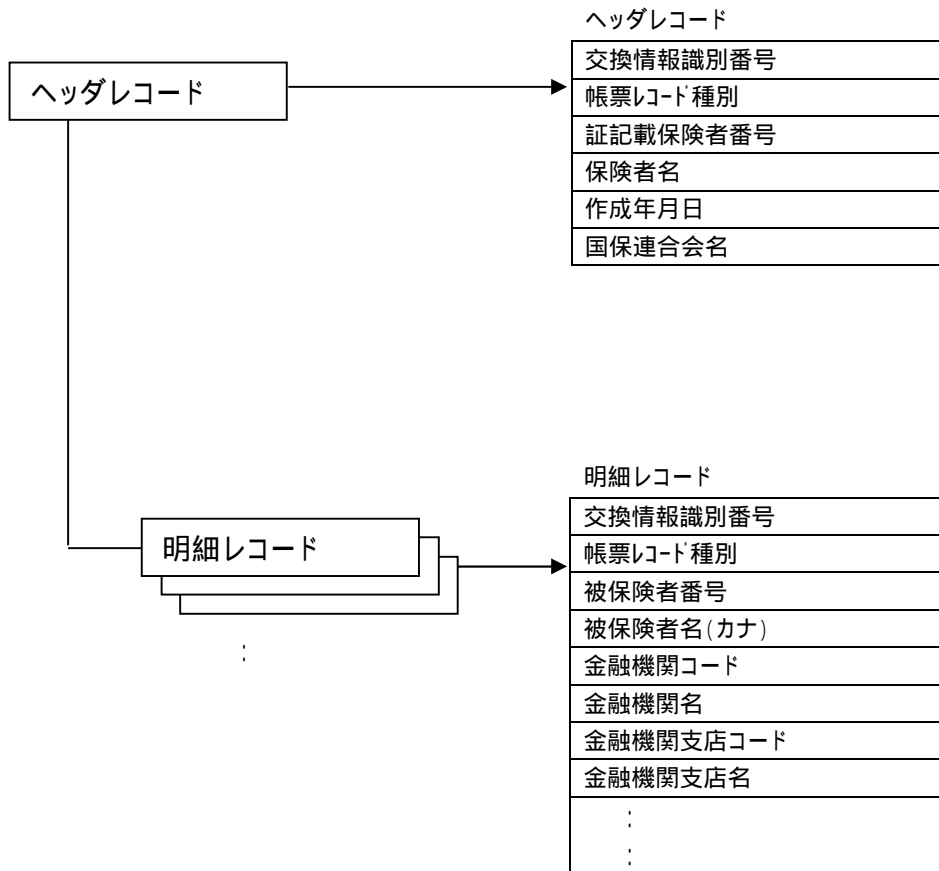 ヘッダレコード
ヘッダレコード
交換情報識別番号
帳票ﾚｺｰﾄﾞ種別
証記載保険者番号
保険者名
作成年月日
国保連合会名
明細レコード
:
明細レコード
交換情報識別番号
帳票ﾚｺｰﾄﾞ種別
被保険者番号
被保険者名(カナ)
金融機関コード
金融機関名
金融機関支店コード
金融機関支店名
:
: